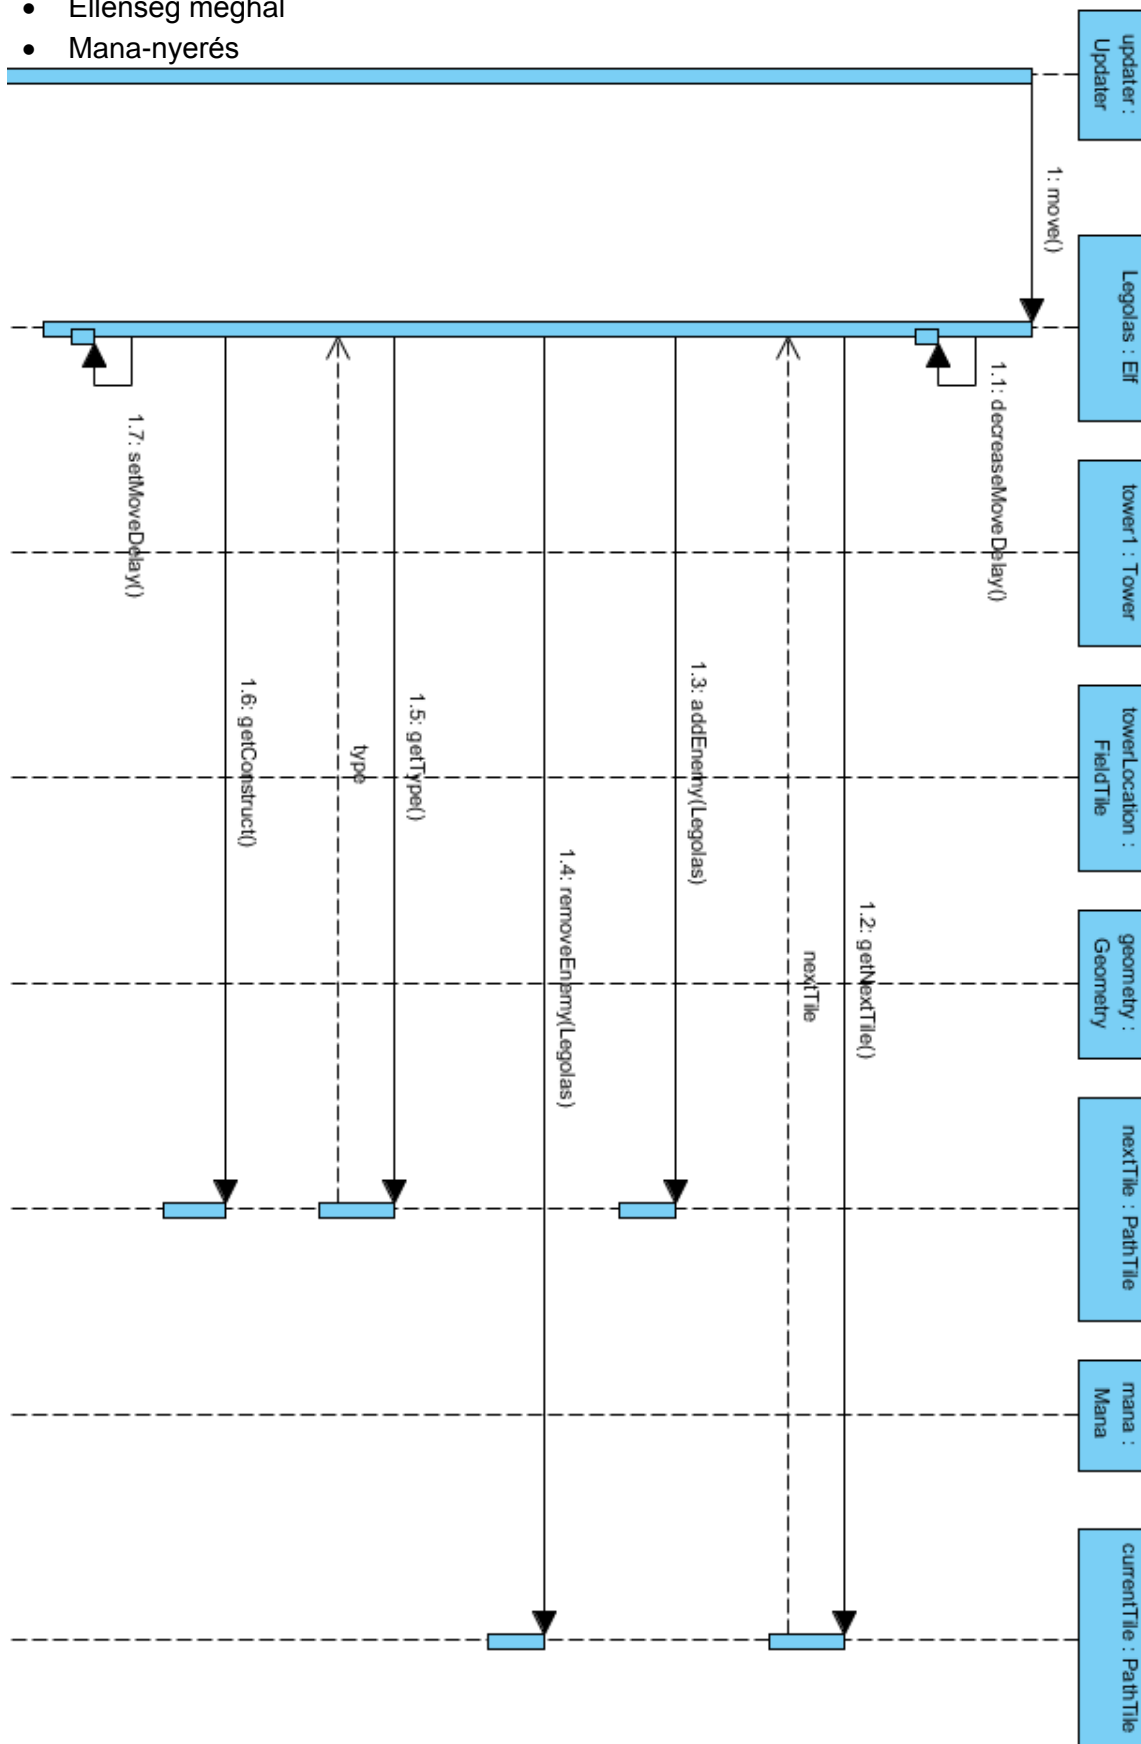 Ellenség meghal
Mana-nyerés
updater :
Updater
Legolas : Elf
tower1 : Tower
towerLocation :
FieldTile
geometry :
Geometry
nextTile : PathTile
mana :
Mana
currentTile : PathTile
1: move()
1.1: decreaseMoveDelay()
1.2: getNextTile()
nextTile
1.3: addEnemy(Legolas)
1.4: removeEnemy(Legolas)
1.5: getType()
type
1.6: getConstruct()
1.7: setMoveDelay()